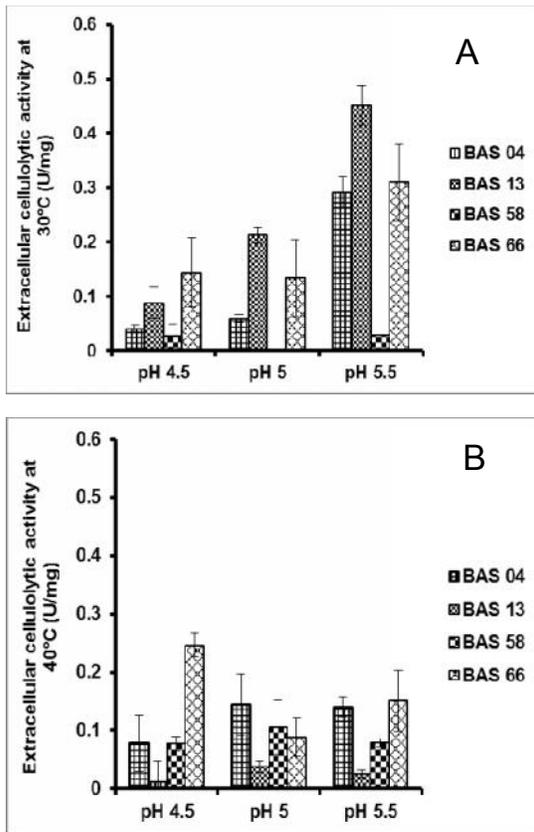 A
Extracellular cellulolytic activity at
30ºC (U/mg)
0.6
0.5
0.4
0.3
0.2
0.1
0
pH 4.5
pH 5
pH 5.5
BAS 04
BAS 13
BAS 58
BAS 66
B
Extracellular cellulolytic activity at
40ºC (U/mg)
0.6
0.5
0.4
0.3
0.2
0.1
0
pH 4.5
pH 5
pH 5.5
BAS 04
BAS 13
BAS 58
BAS 66